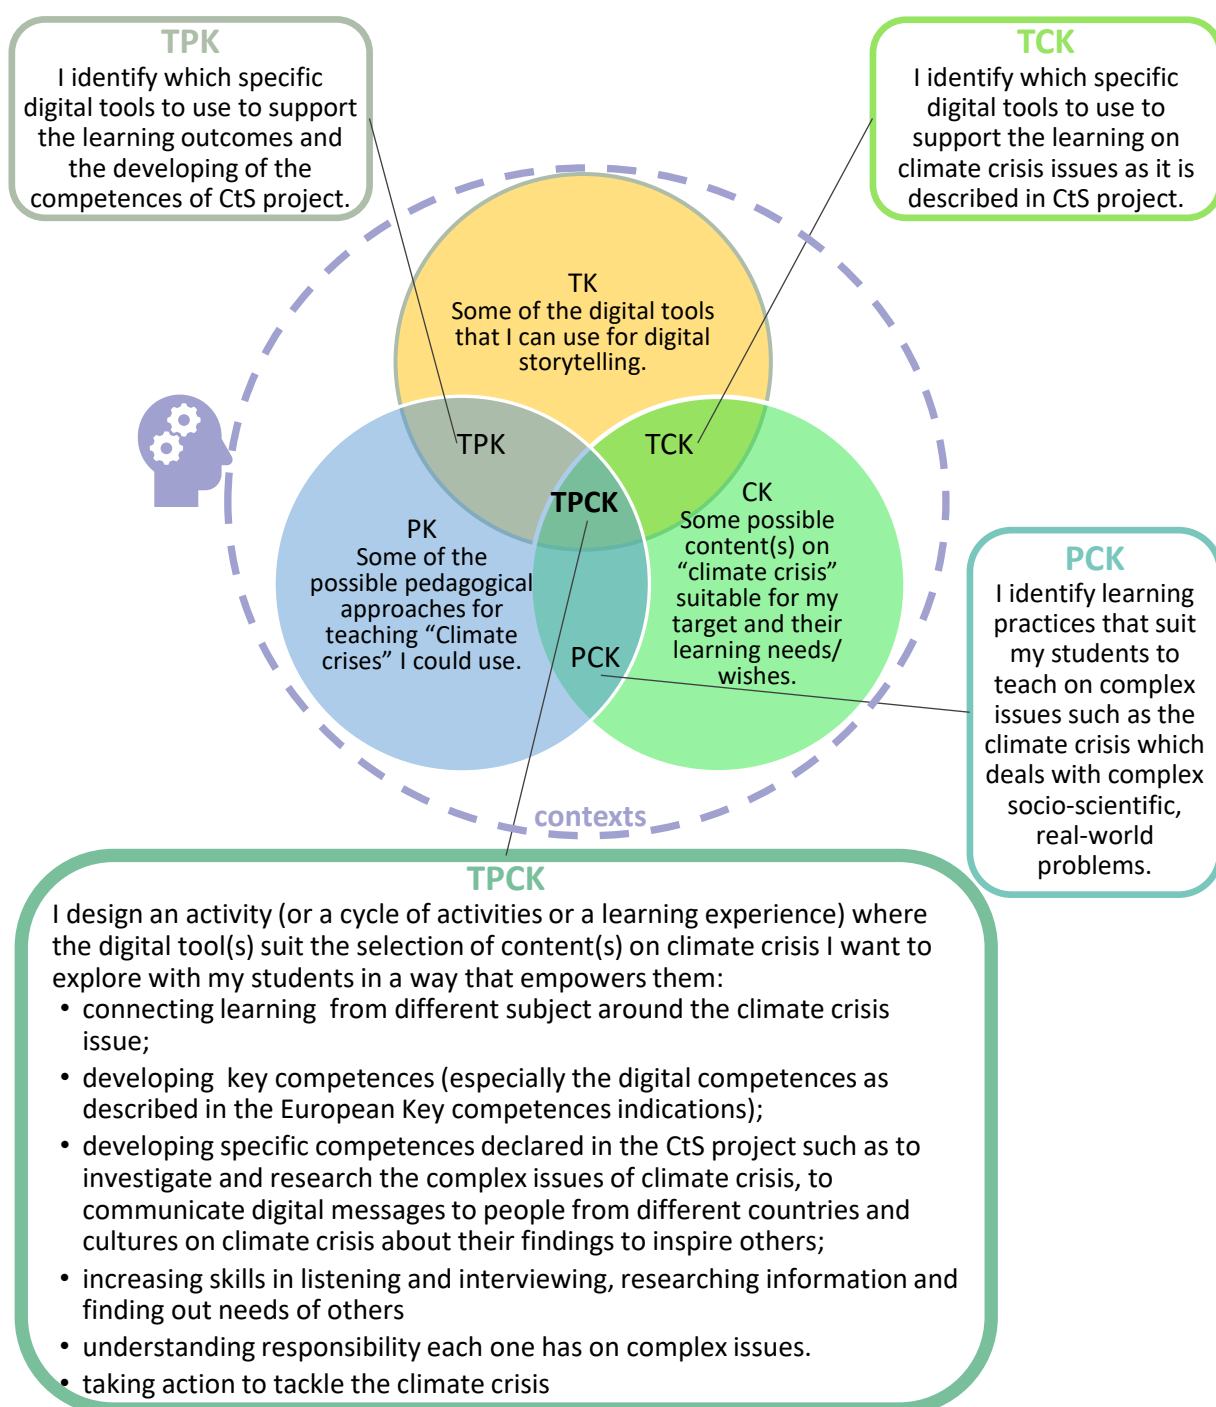 TPK
I identify which specific
digital tools to use to support
the learning outcomes and
the developing of the
competences of CtS project.
TCK
I identify which specific
digital tools to use to
support the learning on
climate crisis issues as it is
described in CtS project.
TK
Some of the digital tools
that I can use for digital
storytelling.
TPK
TCK
TPCK
PK
Some of the
possible pedagogical
approaches for
teaching “Climate
crises” I could use.
CK
Some possible
content(s) on
“climate crisis”
suitable for my
target and their
learning needs/
wishes.
PCK
PCK
I identify learning
practices that suit
my students to
teach on complex
issues such as the
climate crisis which
deals with complex
socio-scientific,
real-world
problems.
contexts
TPCK
I design an activity (or a cycle of activities or a learning experience) where
the digital tool(s) suit the selection of content(s) on climate crisis I want to
explore with my students in a way that empowers them:
• connecting learning  from different subject around the climate crisis
issue;
• developing  key competences (especially the digital competences as
described in the European Key competences indications);
• developing specific competences declared in the CtS project such as to
investigate and research the complex issues of climate crisis, to
communicate digital messages to people from different countries and
cultures on climate crisis about their findings to inspire others;
• increasing skills in listening and interviewing, researching information and
finding out needs of others
• understanding responsibility each one has on complex issues.
• taking action to tackle the climate crisis